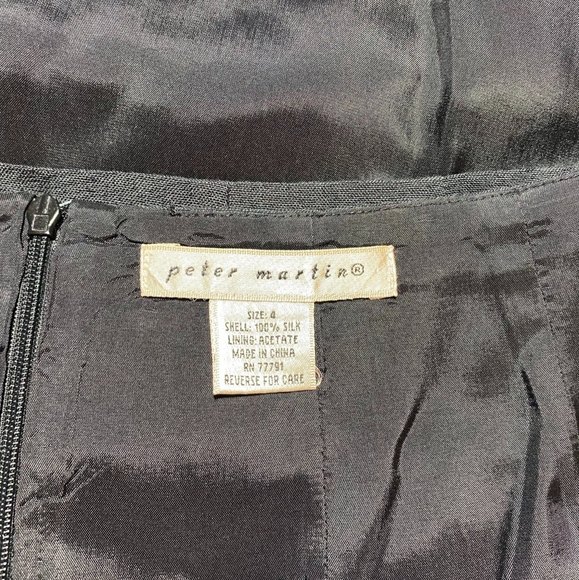 peter martin®
SIZE: 4
SHELL: 100% SILK
LINING: ACETATE
MADE IN CHINA
RN 77791
REVERSE FOR CARE